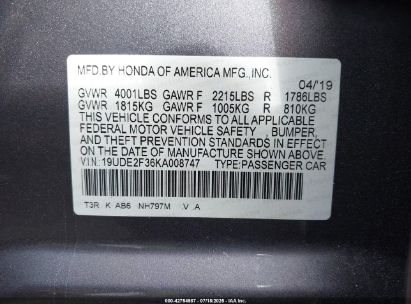 MFD.BY HONDA OF AMERICA MFG.,INC.
04/'19
GVWR 4001LBS GAWR F 2215LBS R 1786LBS
GVWR 1815KG GAWR F 1005KG R 810KG
THIS VEHICLE CONFORMS TO ALL APPLICABLE
FEDERAL MOTOR VEHICLE SAFETY , BUMPER,
AND THEFT PREVENTION STANDARDS IN EFFECT
ON THE DATE OF MANUFACTURE SHOWN ABOVE.
V.I.N: 19UDE2F36KA008747 TYPE:PASSENGER CAR
T3R K AB6 NH797M .V .A